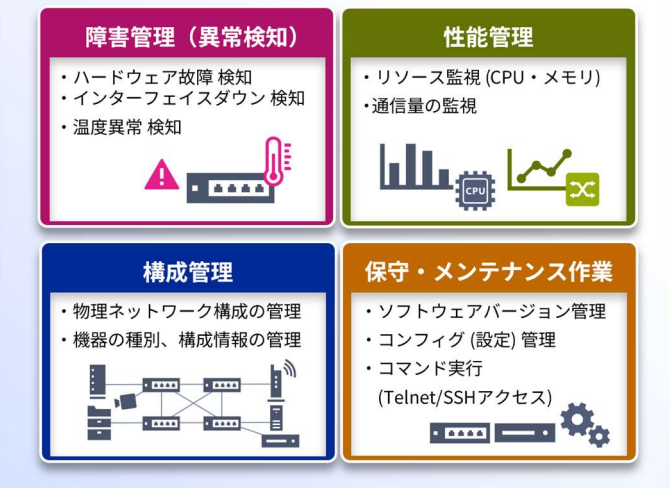 障害管理（異常検知）
・ハードウェア故障 検知
・インターフェイスダウン 検知
・温度異常 検知
性能管理
・リソース監視 (CPU・メモリ)
・通信量の監視
CPU
構成管理
・物理ネットワーク構成の管理
・機器の種別、構成情報の管理
保守・メンテナンス作業
・ソフトウェアバージョン管理
・コンフィグ (設定) 管理
・コマンド実行
(Telnet/SSHアクセス)